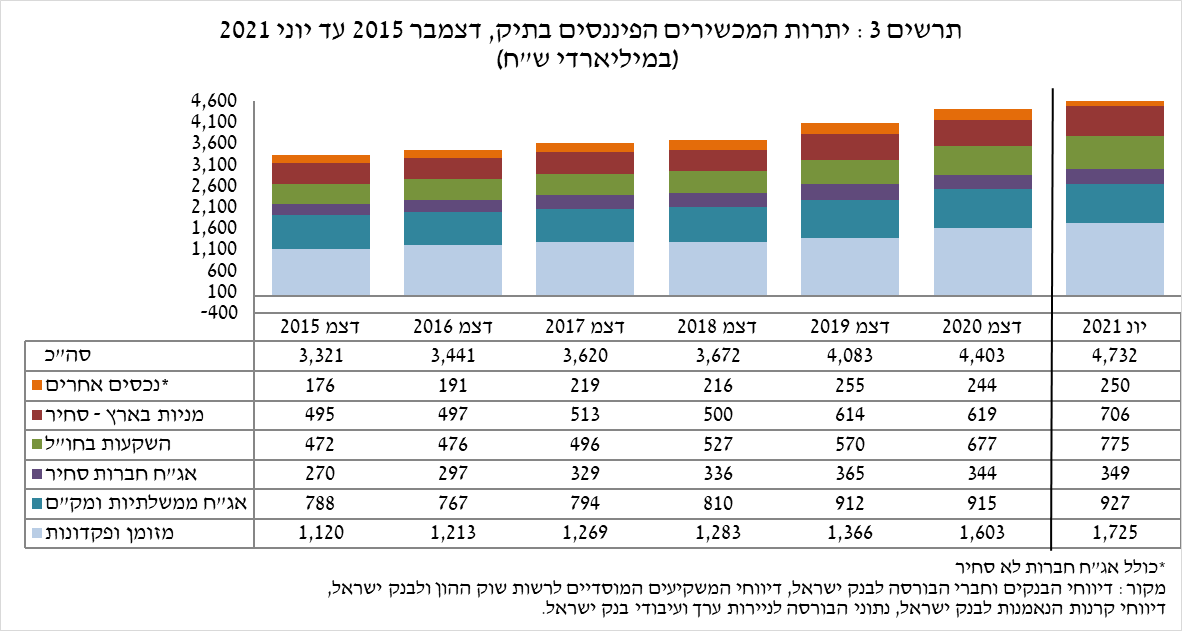 תרשים 3 : יתרות המכשירים הפיננסים בתיק, דצמבר 2015 עד יוני 2021
(במיליארדי ש"ח)
4,600
4,100
3,600
3,100
2,600
2,100
1,600
1,100
600
100
-400
דצמ 2015 דצמ 2016 דצמ 2017 דצמ 2018 דצמ 2019 דצמ 2020 יונ 2021
סה"כ 3,321 3,441 3,620 3,672 4,083 4,403 4,732
*נכסים אחרים 176 191 219 216 255 244 250
מניות בארץ - סחיר 495 497 513 500 614 619 706
השקעות בחו"ל 472 476 496 527 570 677 775
אג"ח חברות סחיר 270 297 329 336 365 344 349
אג"ח ממשלתיות ומק"ם 788 767 794 810 912 915 927
מזומן ופקדונות 1,120 1,213 1,269 1,283 1,366 1,603 1,725
*כולל אג"ח חברות לא סחיר
מקור : דיווחי הבנקים וחברי הבורסה לבנק ישראל, דיווחי המשקיעים המוסדיים לרשות שוק ההון ולבנק ישראל,
דיווחי קרנות הנאמנות לבנק ישראל, נתוני הבורסה לניירות ערך ועיבודי בנק ישראל.